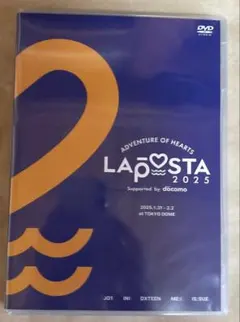 DVD
ADVENTURE OF HEARTS
LAPOSTA
2025
Supported by döcomo
2025.1.31 - 2.2
at TOKYO DOME
JO1 INI DXTEEN ME:I IS:SUE